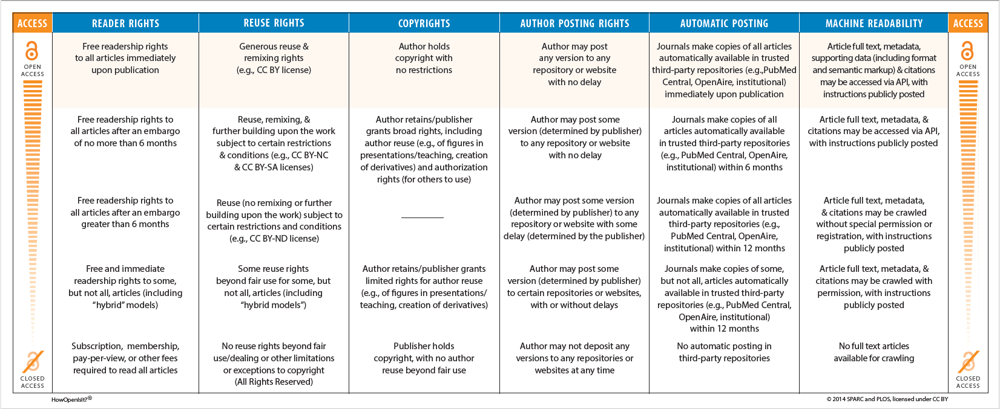 ACCESS
READER RIGHTS
REUSE RIGHTS
COPYRIGHTS
AUTHOR POSTING RIGHTS
AUTOMATIC POSTING
MACHINE READABILITY
ACCESS
OPEN
ACCESS
Free readership rights
to all articles immediately
upon publication
Generous reuse &
remixing rights
(e.g., CC BY license)
Author holds
copyright with
no restrictions
Author may post
any version to any
repository or website
with no delay
Journals make copies of all articles
automatically available in trusted
third-party repositories (e.g.,PubMed
Central, OpenAire, institutional)
immediately upon publication
Article full text, metadata,
supporting data (including format
and semantic markup) & citations
may be accessed via API, with
instructions publicly posted
OPEN
ACCESS
Free readership rights to
all articles after an embargo
of no more than 6 months
Reuse, remixing, &
further building upon the work
subject to certain restrictions
& conditions (e.g., CC BY-NC
& CC BY-SA licenses)
Author retains/publisher
grants broad rights, including
author reuse (e.g., of figures in
presentations/teaching, creation
of derivatives) and authorization
rights (for others to use)
Author may post some
version (determined by publisher)
to any repository or website
with no delay
Journals make copies of all
articles automatically available
in trusted third-party repositories
(e.g., PubMed Central, OpenAire,
institutional) within 6 months
Article full text, metadata, &
citations may be accessed via API,
with instructions publicly posted
Free readership rights to
all articles after an embargo
greater than 6 months
Reuse (no remixing or further
building upon the work) subject to
certain restrictions and conditions
(e.g., CC BY-ND license)
Author may post some version
(determined by publisher) to any
repository or website with some
delay (determined by the publisher)
Journals make copies of all articles
automatically available in trusted
third-party repositories (e.g.,
PubMed Central, OpenAire,
institutional) within 12 months
Article full text, metadata,
& citations may be crawled
without special permission or
registration, with instructions
publicly posted
Free and immediate
readership rights to some,
but not all, articles (including
“hybrid” models)
Some reuse rights
beyond fair use for some, but
not all, articles (including
“hybrid models”)
Author retains/publisher grants
limited rights for author reuse
(e.g., of figures in presentations/
teaching, creation of derivatives)
Author may post some
version (determined by publisher)
to certain repositories or websites,
with or without delays
Journals make copies of some,
but not all, articles automatically
available in trusted third-party
repositories (e.g., PubMed Central,
OpenAire, institutional)
within 12 months
Article full text, metadata, &
citations may be crawled with
permission, with instructions
publicly posted
CLOSED
ACCESS
Subscription, membership,
pay-per-view, or other fees
required to read all articles
No reuse rights beyond fair
use/dealing or other limitations
or exceptions to copyright
(All Rights Reserved)
Publisher holds
copyright, with no author
reuse beyond fair use
Author may not deposit any
versions to any repositories or
websites at any time
No automatic posting in
third-party repositories
No full text articles
available for crawling
CLOSED
ACCESS
HowOpenIsIt?®
© 2014 SPARC and PLOS, licensed under CC BY